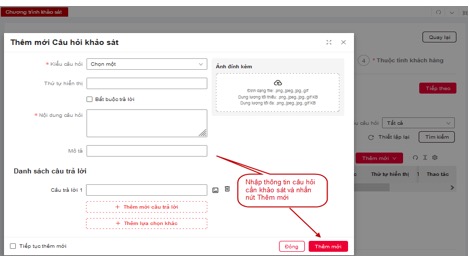 Chương trình khảo sát
Quay lại
Thêm mới Câu hỏi khảo sát
* Kiểu câu hỏi
Chọn một
Ảnh đính kèm
4 * Thuộc tính khách hàng
Thứ tự hiển thị
Định dạng file: .png, .jpeg, .jpg, .gif
Dung lượng tối thiểu: .png, .jpeg, .jpg, .gif KB
Dung lượng tối đa: .png, .jpeg, .jpg, .gif KB
Tiếp theo
Bắt buộc trả lời
* Nội dung câu hỏi
câu hỏi
Tất cả
Thiết lập lại
Tìm kiếm
Mô tả
Thêm mới
Danh sách câu trả lời
Thứ tự hiển thị
Thao tác
Câu trả lời 1
Nhập thông tin câu hỏi
cần khảo sát và nhấn
nút Thêm mới
+ Thêm mới câu trả lời
+ Thêm lựa chọn khác
Tiếp tục thêm mới
Đóng
Thêm mới